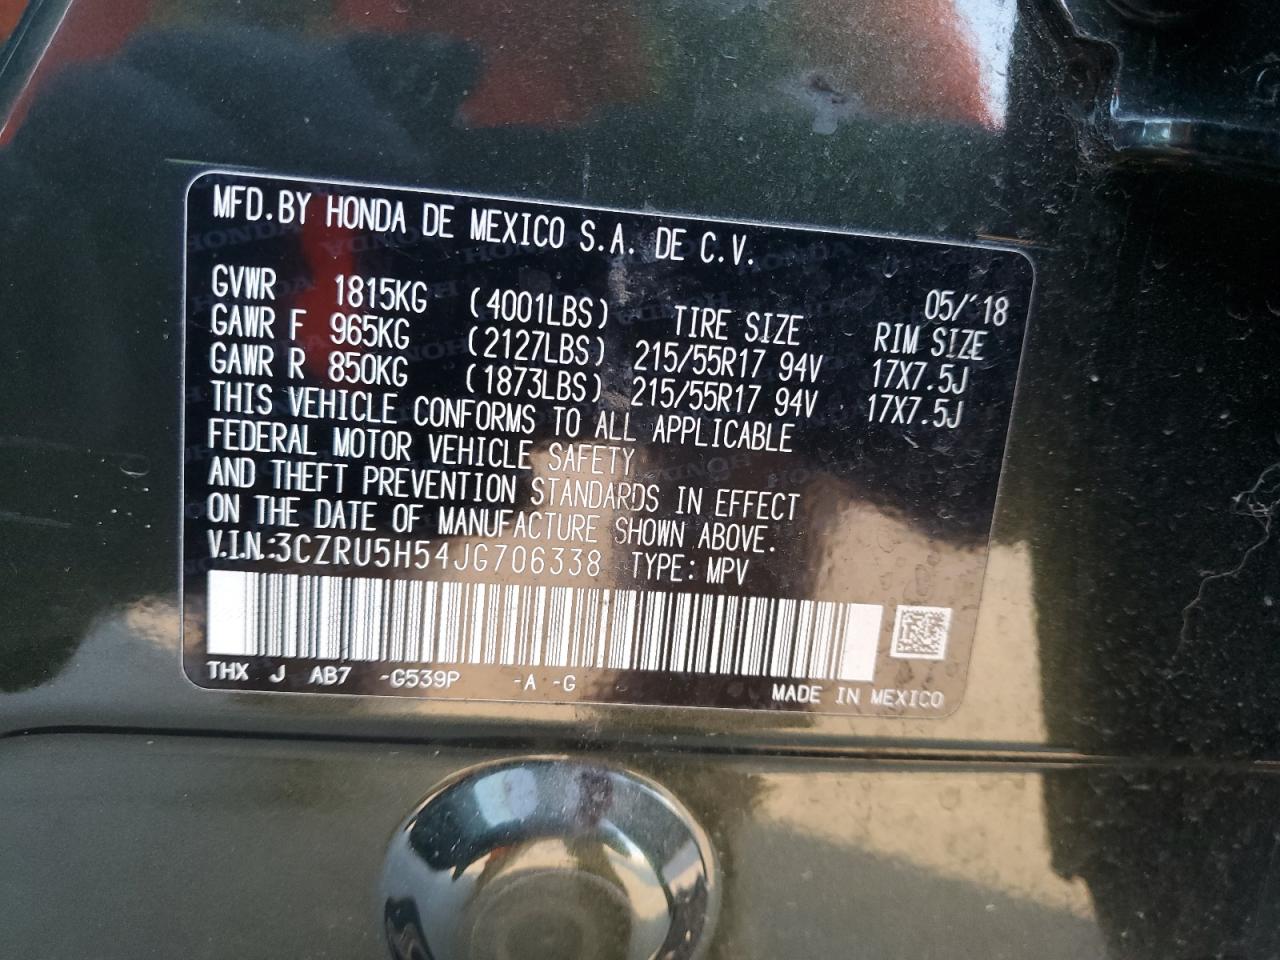 MFD.BY HONDA DE MEXICO S.A. DE C.V.
05/'18
GVWR 1815KG (4001LBS) TIRE SIZE RIM SIZE
GAWR F 965KG (2127LBS) 215/55R17 94V 17X7.5J
GAWR R 850KG (1873LBS) 215/55R17 94V 17X7.5J
THIS VEHICLE CONFORMS TO ALL APPLICABLE
FEDERAL MOTOR VEHICLE SAFETY
AND THEFT PREVENTION STANDARDS IN EFFECT
ON THE DATE OF MANUFACTURE SHOWN ABOVE.
V.I.N.:3CZRU5H54JG706338 TYPE: MPV
THX J AB7 -G539P -A -G
MADE IN MEXICO